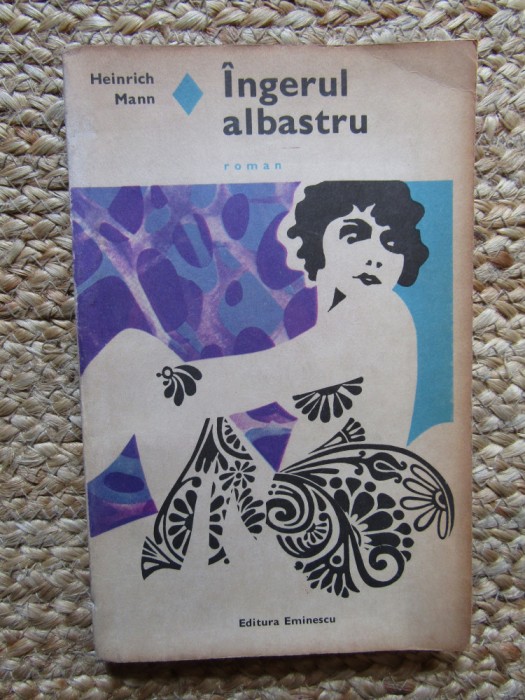 Heinrich
Mann
Îngerul
albastru
roman
Editura Eminescu